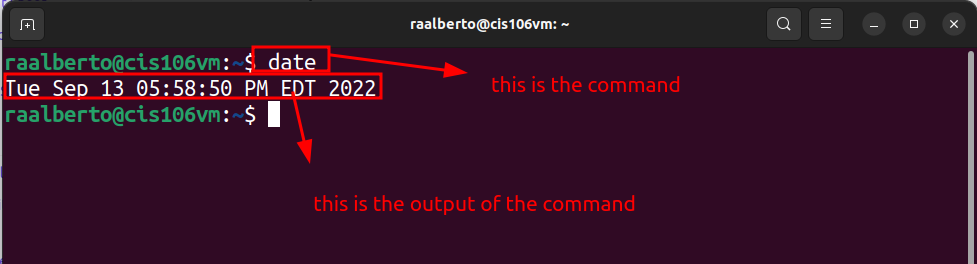 raalberto@cis106vm: ~
raalberto@cis106vm:~$ date
this is the command
Tue Sep 13 05:58:50 PM EDT 2022
raalberto@cis106vm:~$
this is the output of the command